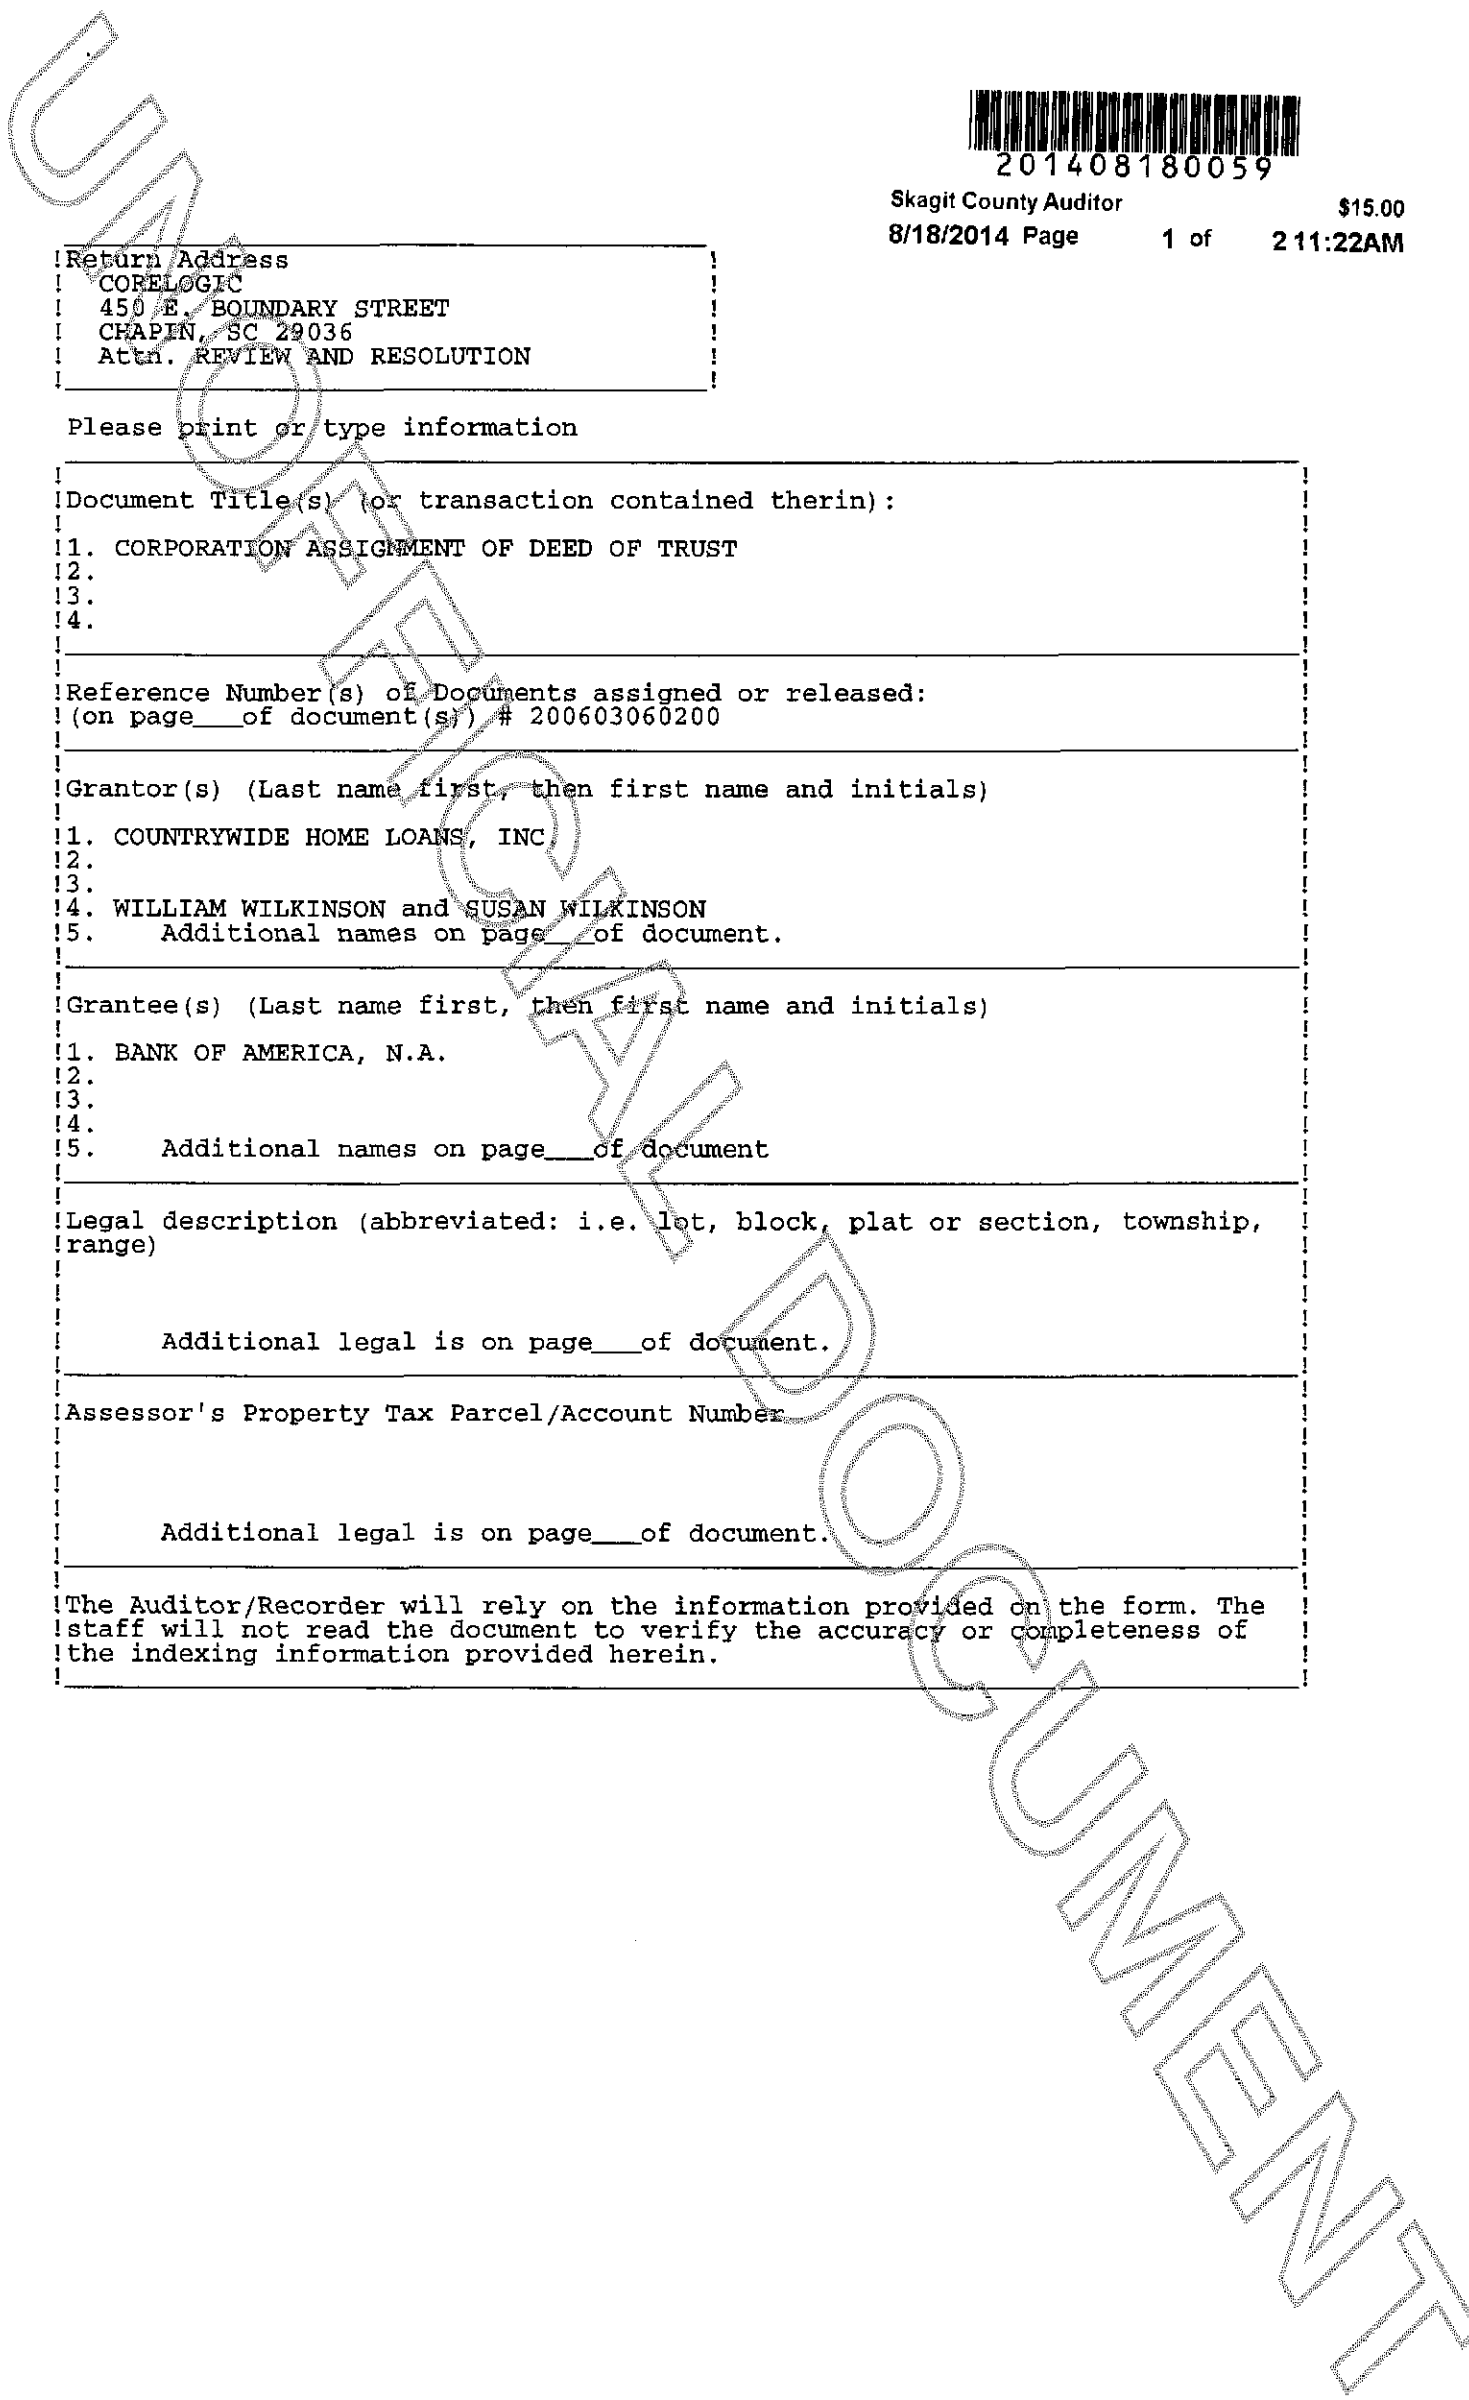 201408180059
Skagit County Auditor $15.00
8/18/2014 Page 1 of 2 11:22AM
Return Address
CORELOGIC
450 E. BOUNDARY STREET
CHAPIN, SC 29036
Attn. REVIEW AND RESOLUTION
Please print or type information
Document Title(s) (or transaction contained therin):
1. CORPORATION ASSIGNMENT OF DEED OF TRUST
2.
3.
4.
Reference Number(s) of Documents assigned or released:
(on page___of document(s)) # 200603060200
Grantor(s) (Last name first, then first name and initials)
1. COUNTRYWIDE HOME LOANS, INC
2.
3.
4. WILLIAM WILKINSON and SUSAN WILKINSON
5. Additional names on page___of document.
Grantee(s) (Last name first, then first name and initials)
1. BANK OF AMERICA, N.A.
2.
3.
4.
5. Additional names on page___of document
Legal description (abbreviated: i.e. lot, block, plat or section, township,
range)
Additional legal is on page___of document.
Assessor's Property Tax Parcel/Account Number
Additional legal is on page___of document.
The Auditor/Recorder will rely on the information provided on the form. The
staff will not read the document to verify the accuracy or completeness of
the indexing information provided herein.
UNOFFICIAL DOCUMENT